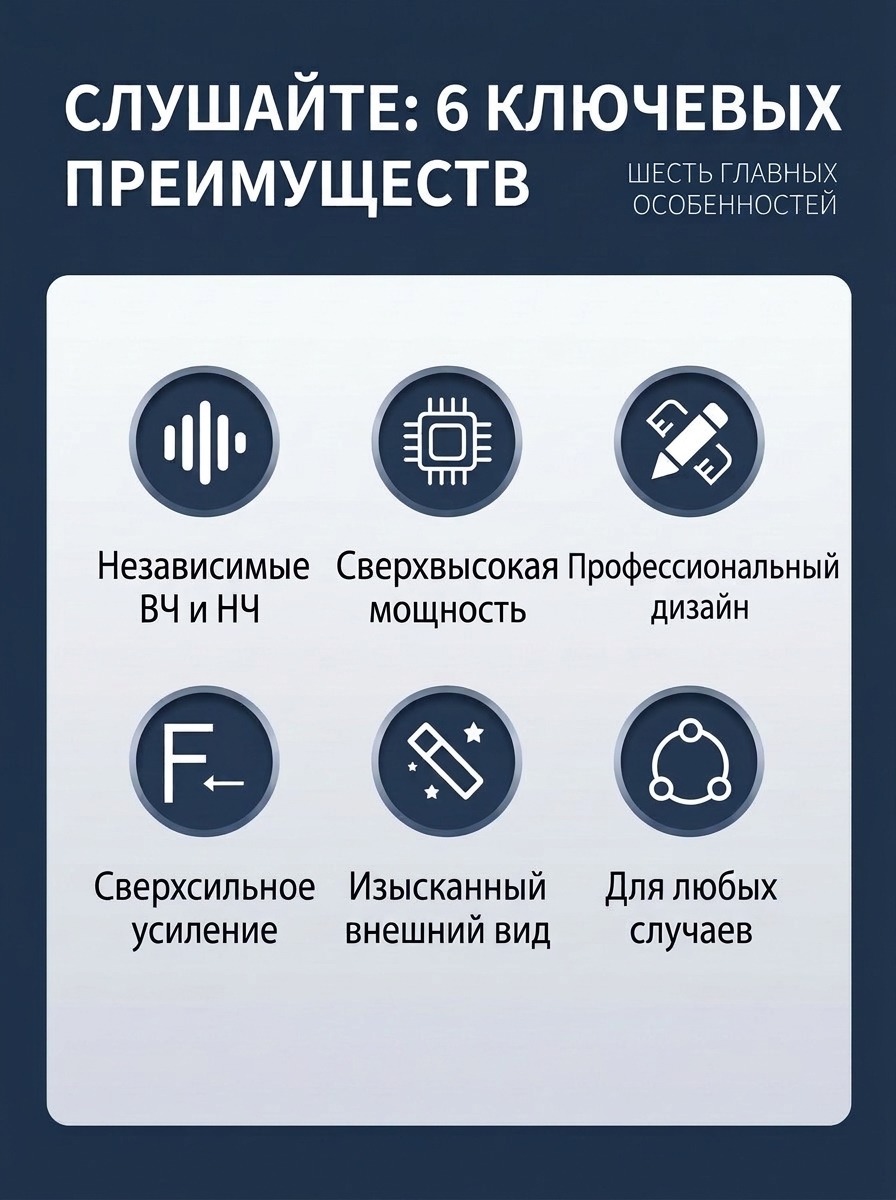 СЛУШАЙТЕ: 6 КЛЮЧЕВЫХ
ПРЕИМУЩЕСТВ
ШЕСТЬ ГЛАВНЫХ
ОСОБЕННОСТЕЙ
Независимые
ВЧ и НЧ
Сверхвысокая
мощность
Профессиональный
дизайн
F
Сверхсильное
усиление
Изысканный
внешний вид
Для любых
случаев